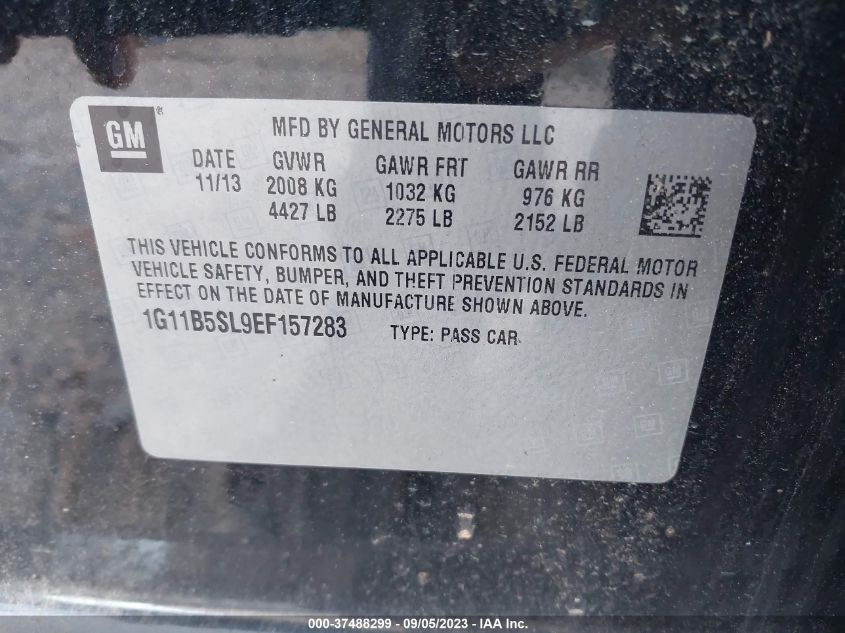 GM ®
MFD BY GENERAL MOTORS LLC
DATE GVWR GAWR FRT GAWR RR
11/13 2008 KG 1032 KG 976 KG
4427 LB 2275 LB 2152 LB
THIS VEHICLE CONFORMS TO ALL APPLICABLE U.S. FEDERAL MOTOR
VEHICLE SAFETY, BUMPER, AND THEFT PREVENTION STANDARDS IN
EFFECT ON THE DATE OF MANUFACTURE SHOWN ABOVE.
1G11B5SL9EF157283 TYPE: PASS CAR
000-37488299 - 09/05/2023 - IAA Inc.